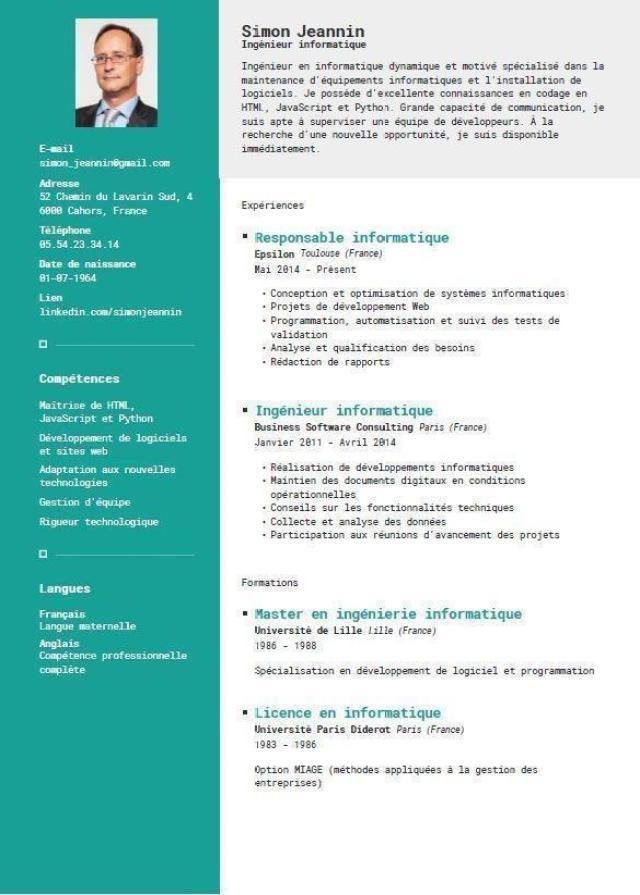 Simon Jeannin
Ingénieur informatique
Ingénieur en informatique dynamique et motivé spécialisé dans la
maintenance d'équipements informatiques et l'installation de
logiciels. Je possède d'excellente connaissances en codage en
HTML, JavaScript et Python. Grande capacité de communication, je
suis apte à superviser une équipe de développeurs. À la
recherche d'une nouvelle opportunité, je suis disponible
immédiatement.
E-mail
simon_jeannin@gmail.com
Adresse
52 Chemin du Lavarin Sud, 4
6000 Cahors, France
Téléphone
05.54.23.34.14
Date de naissance
01-07-1964
Lien
linkedin.com/simonjeannin
Compétences
Maîtrise de HTML,
JavaScript et Python
Développement de logiciels
et sites web
Adaptation aux nouvelles
technologies
Gestion d'équipe
Rigueur technologique
Langues
Français
Langue maternelle
Anglais
Compétence professionnelle
complète
Expériences
Responsable informatique
Epsilon Toulouse (France)
Mai 2014 - Présent
• Conception et optimisation de systèmes informatiques
• Projets de développement Web
• Programmation, automatisation et suivi des tests de
validation
• Analyse et qualification des besoins
• Rédaction de rapports
Ingénieur informatique
Business Software Consulting Paris (France)
Janvier 2011 - Avril 2014
• Réalisation de développements informatiques
• Maintien des documents digitaux en conditions
opérationnelles
• Conseils sur les fonctionnalités techniques
• Collecte et analyse des données
• Participation aux réunions d'avancement des projets
Formations
Master en ingénierie informatique
Université de Lille Lille (France)
1986 - 1988
Spécialisation en développement de logiciel et programmation
Licence en informatique
Université Paris Diderot Paris (France)
1983 - 1986
Option MIAGE (méthodes appliquées à la gestion des
entreprises)